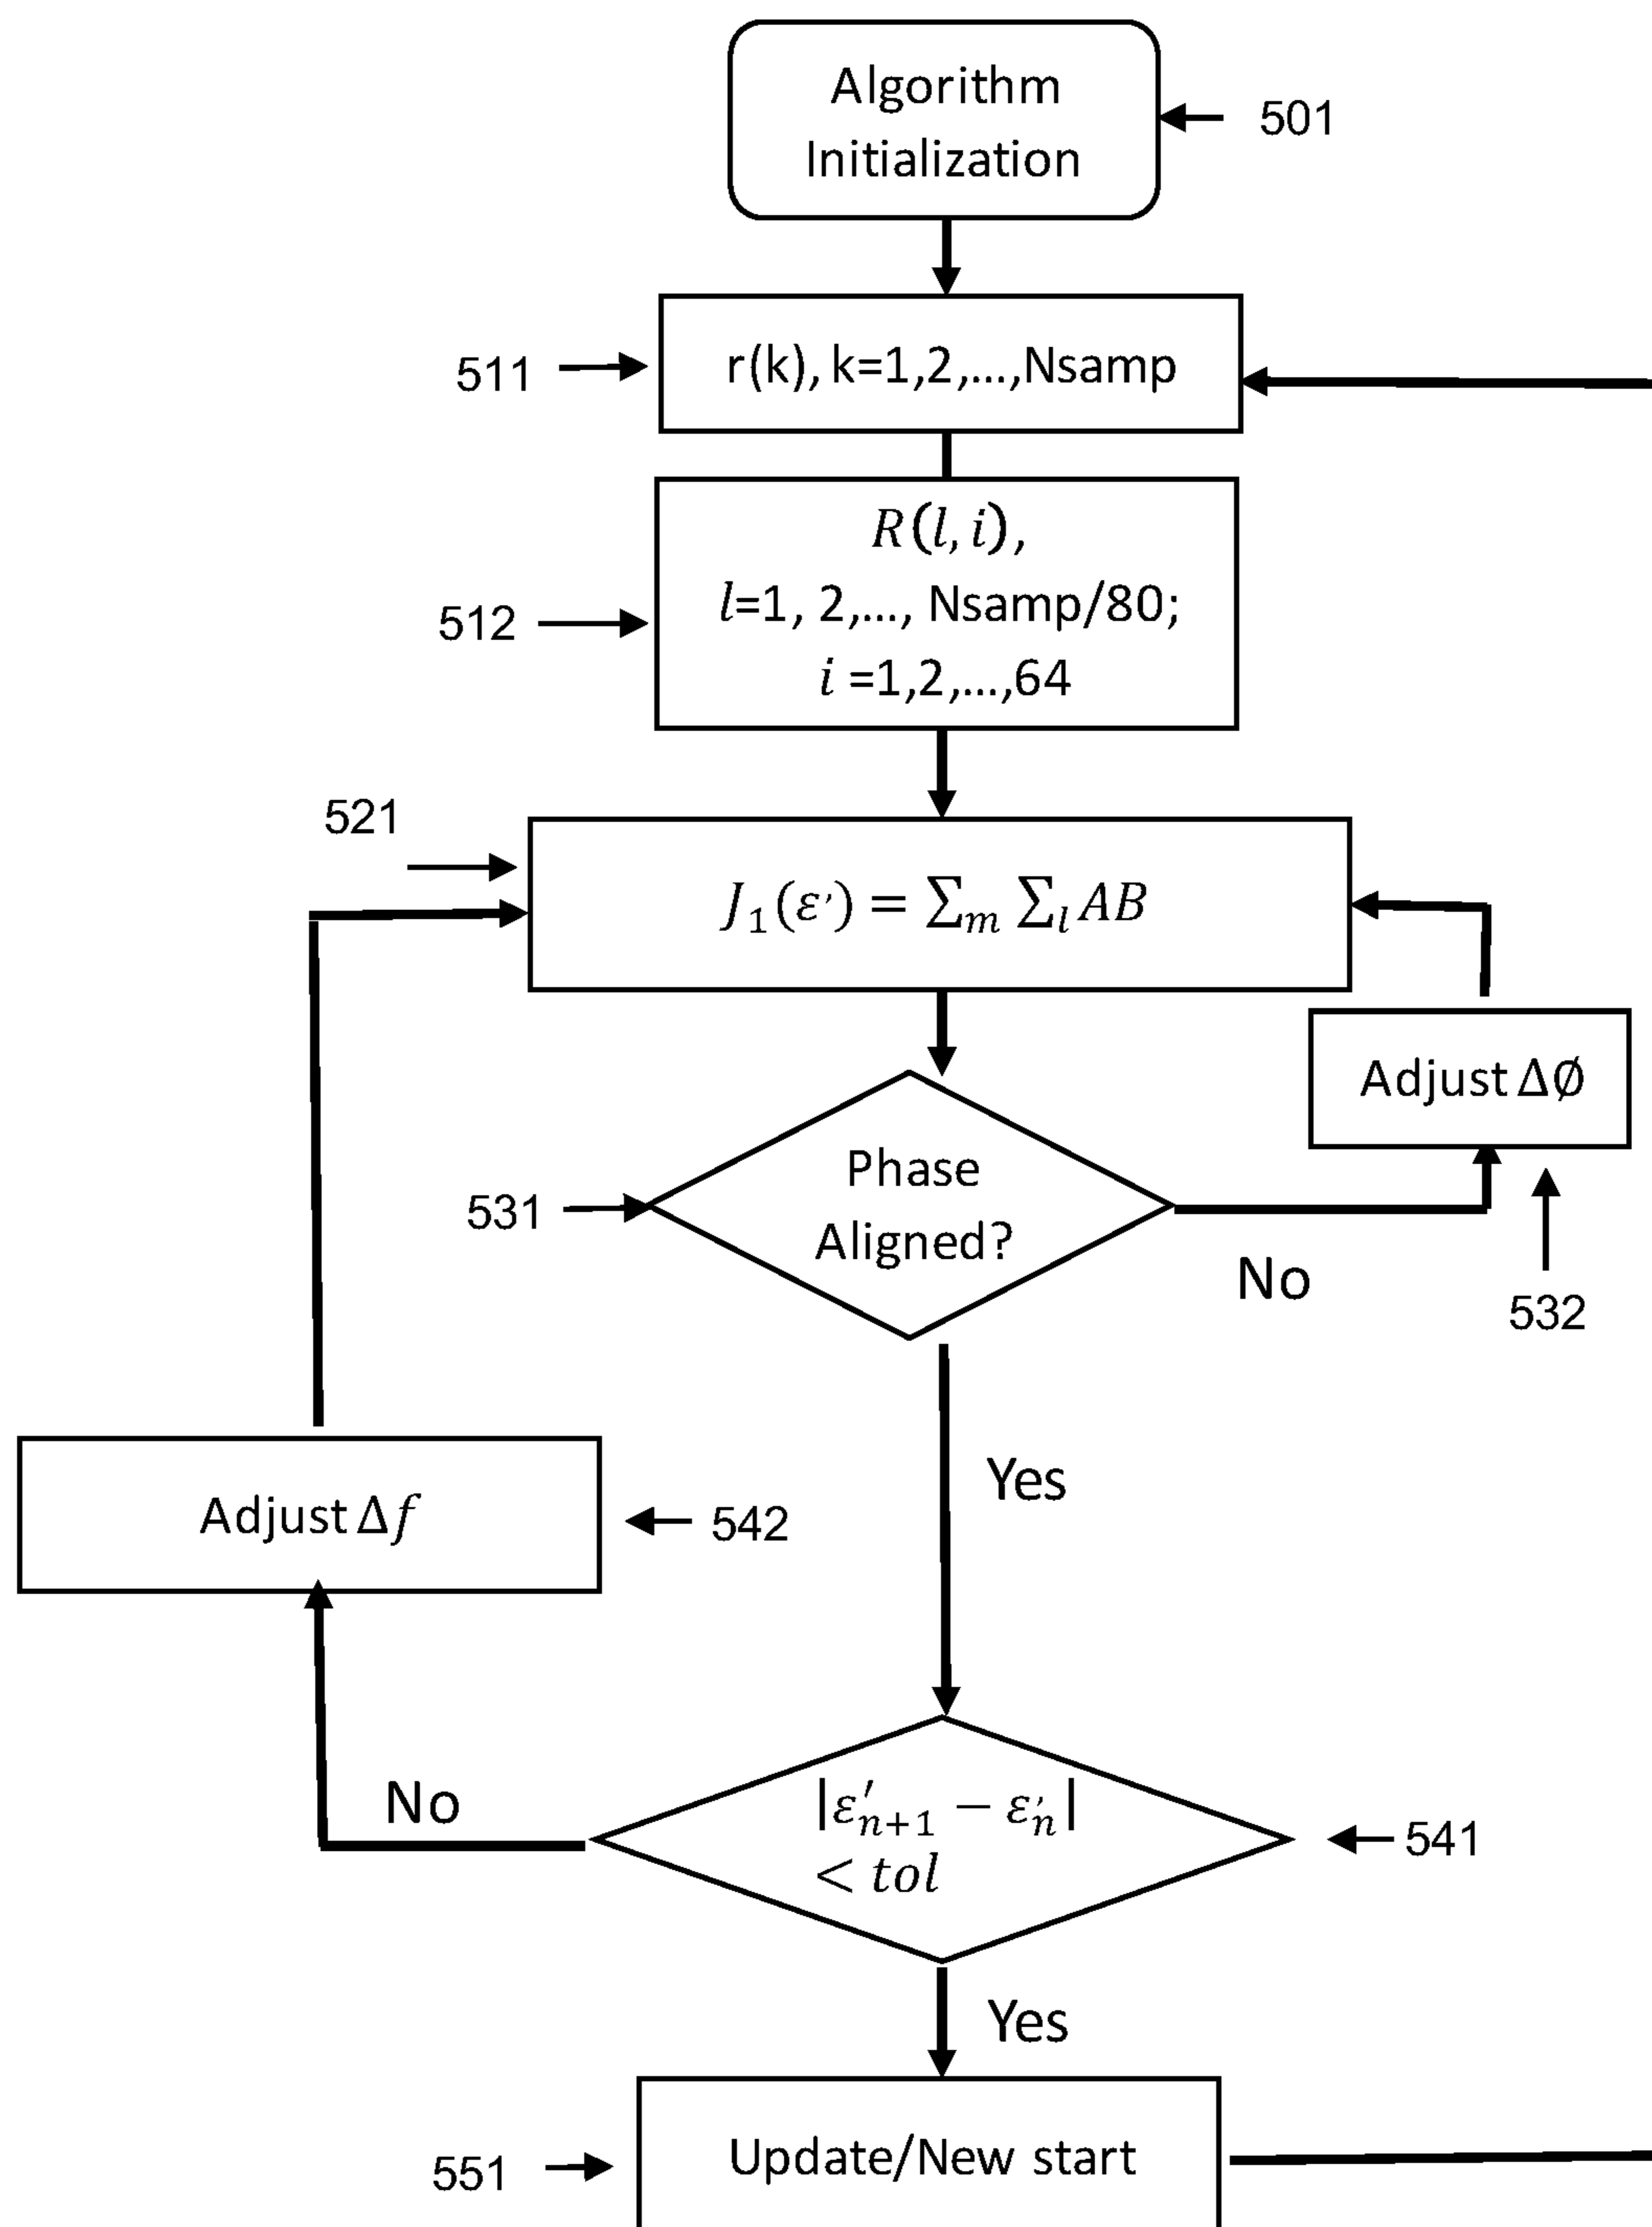 Algorithm
Initialization
501
511
r(k), k=1,2,...,Nsamp
R(l, i),
l=1, 2,..., Nsamp/80;
i =1,2,...,64
512
521
J₁(ε’) = ∑ₘ ∑ₗ AB
Adjust Δ∅
Phase
Aligned?
531
No
532
Yes
Adjust Δf
542
No
|ε′ₙ₊₁ − ε’ₙ|
< tol
541
Yes
Update/New start
551